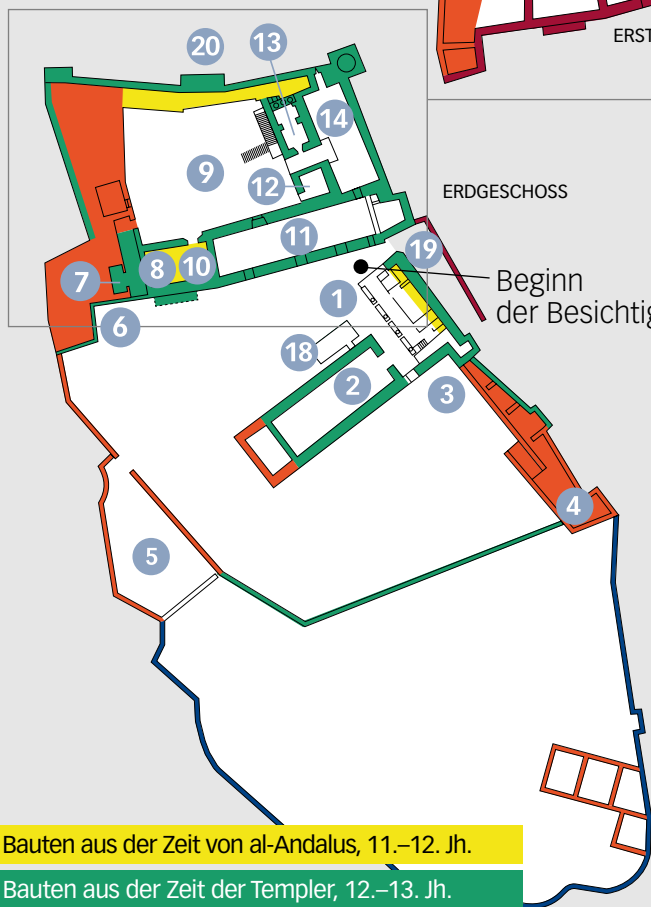 ERST
20
13
14
9
12
ERDGESCHOSS
11
19
8
10
7
Beginn
der Besichtig
1
6
18
2
3
4
5
Bauten aus der Zeit von al-Andalus, 11.–12. Jh.
Bauten aus der Zeit der Templer, 12.–13. Jh.